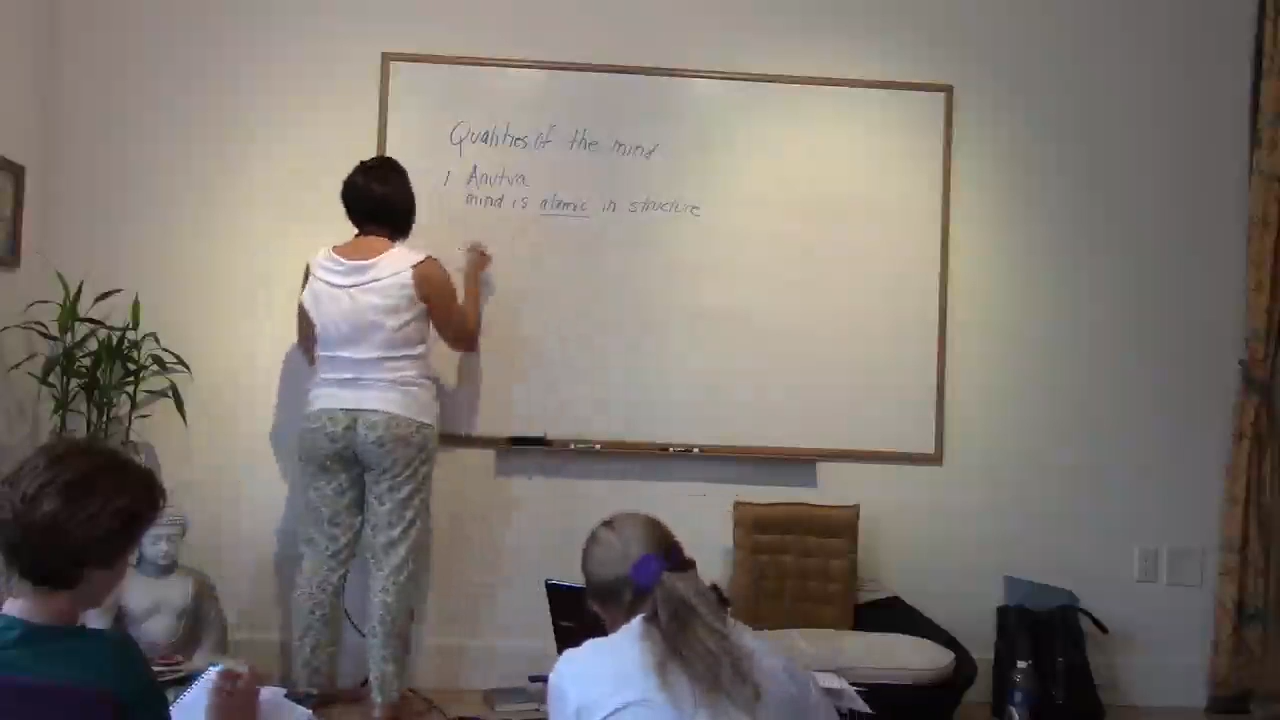 Qualities of the mind
1 Anutva
mind is atomic in structure